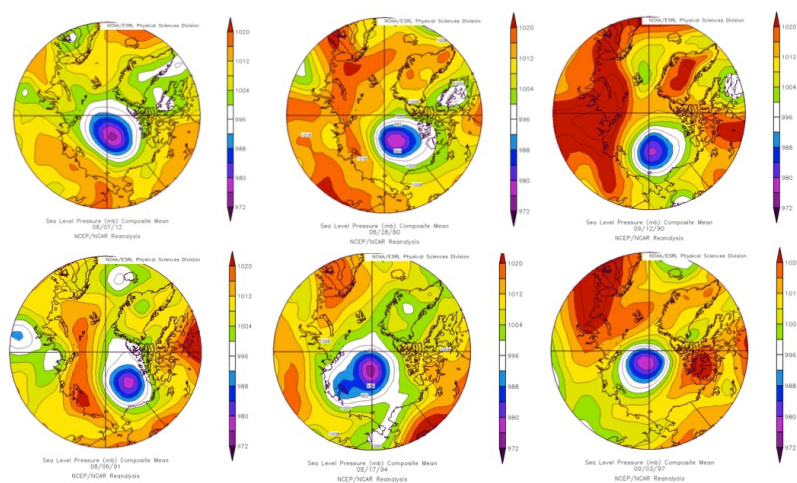 NOAA/ESRL Physical Sciences Division
1020
1012
1004
996
988
980
972
Sea Level Pressure (mb) Composite Mean
08/07/12
NCEP/NCAR Reanalysis
NOAA/ESRL Physical Sciences Division
1020
1012
1004
996
988
980
972
Sea Level Pressure (mb) Composite Mean
08/28/80
NCEP/NCAR Reanalysis
NOAA/ESRL Physical Sciences Division
1020
1012
1004
996
988
980
972
Sea Level Pressure (mb) Composite Mean
09/12/90
NCEP/NCAR Reanalysis
NOAA/ESRL Physical Sciences Division
1020
1012
1004
996
988
980
972
Sea Level Pressure (mb) Composite Mean
08/06/91
NCEP/NCAR Reanalysis
NOAA/ESRL Physical Sciences Division
1020
1012
1004
996
988
980
972
Sea Level Pressure (mb) Composite Mean
08/17/94
NCEP/NCAR Reanalysis
NOAA/ESRL Physical Sciences Division
1020
1012
1004
996
988
980
972
Sea Level Pressure (mb) Composite Mean
09/03/97
NCEP/NCAR Reanalysis